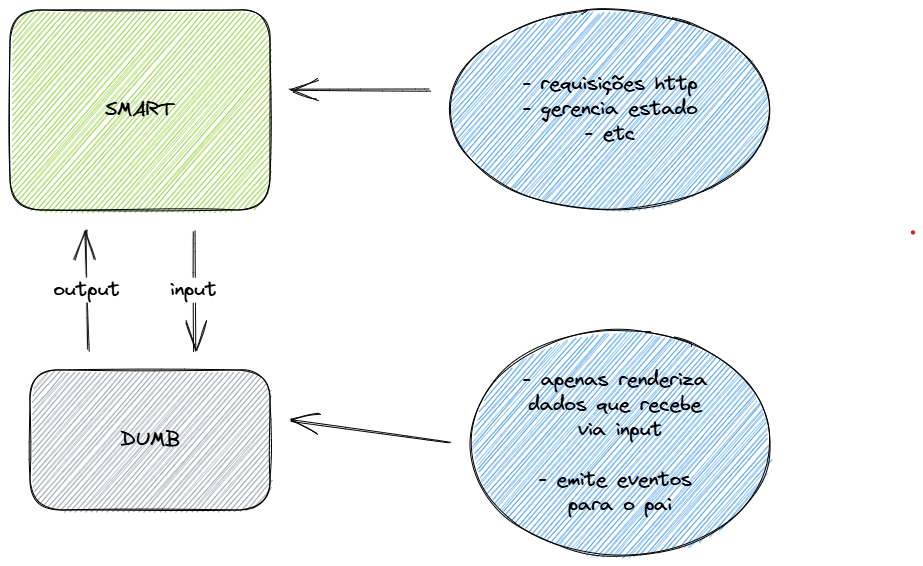 SMART
- requisições http
- gerencia estado
- etc
output
input
DUMB
- apenas renderiza
dados que recebe
via input
- emite eventos
para o pai